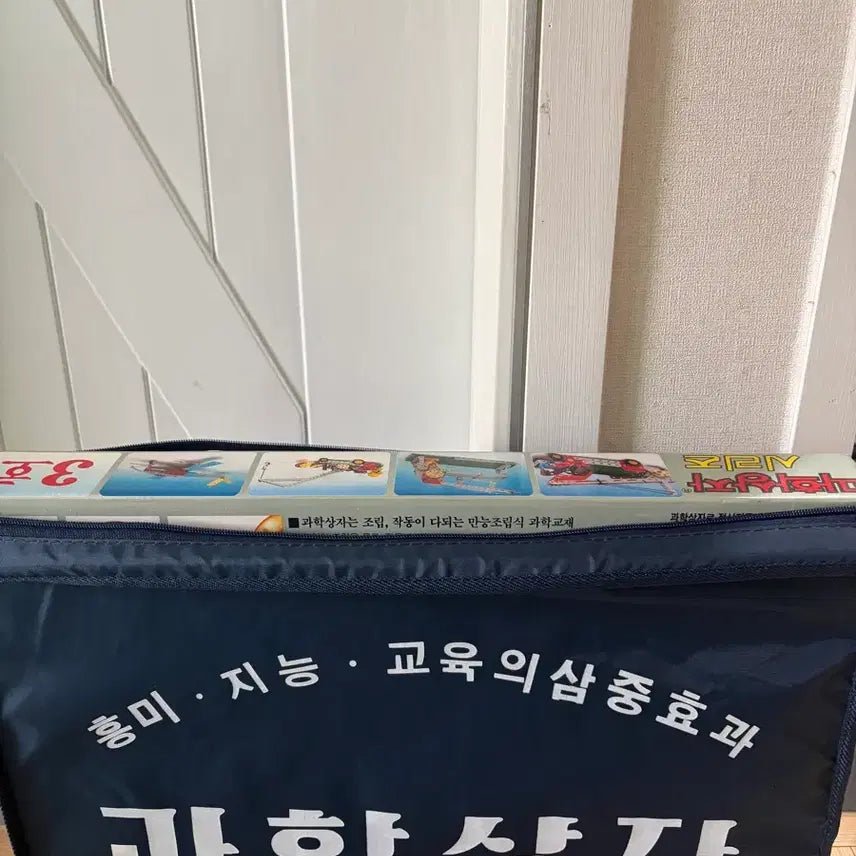 과학상자
시리즈
■과학상자는 조립, 작동이 다되는 만능조립식 과학교재
흥미·지능·교육의삼중효과
과학상자